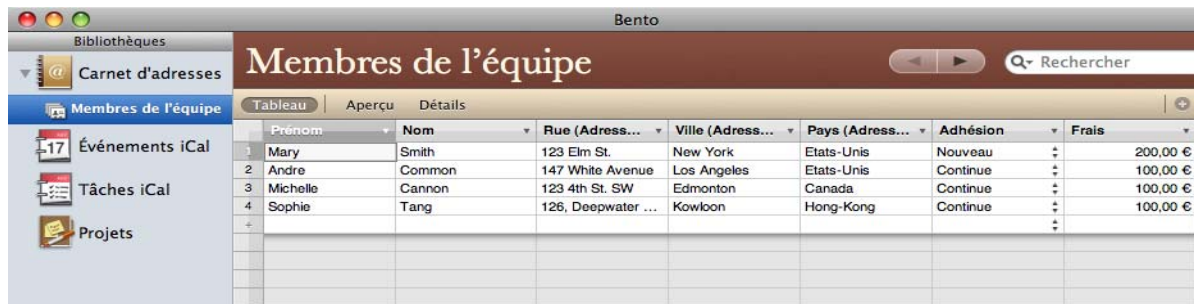 Bento
Bibliothèques
Carnet d'adresses
Membres de l'équipe
17 Événements iCal
Tâches iCal
Projets
Membres de l'équipe
Rechercher
Tableau Aperçu Détails
Prénom Nom Rue (Adress... Ville (Adress... Pays (Adress... Adhésion Frais
1 Mary Smith 123 Elm St. New York Etats-Unis Nouveau 200,00 €
2 Andre Common 147 White Avenue Los Angeles Etats-Unis Continue 100,00 €
3 Michelle Cannon 123 4th St. SW Edmonton Canada Continue 100,00 €
4 Sophie Tang 126, Deepwater ... Kowloon Hong-Kong Continue 100,00 €